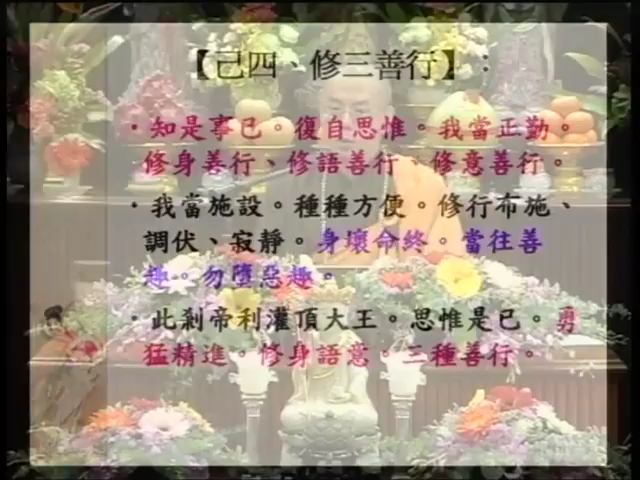 【己四、修三善行】：
・知是事已。復自思惟。我當正勤。
修身善行、修語善行、修意善行。
・我當施設。種種方便。修行布施、
調伏、寂靜。身壞命終。當往善
趣。勿墮惡趣。
・此剎帝利灌頂大王。思惟是已。勇
猛精進。修身語意。三種善行。